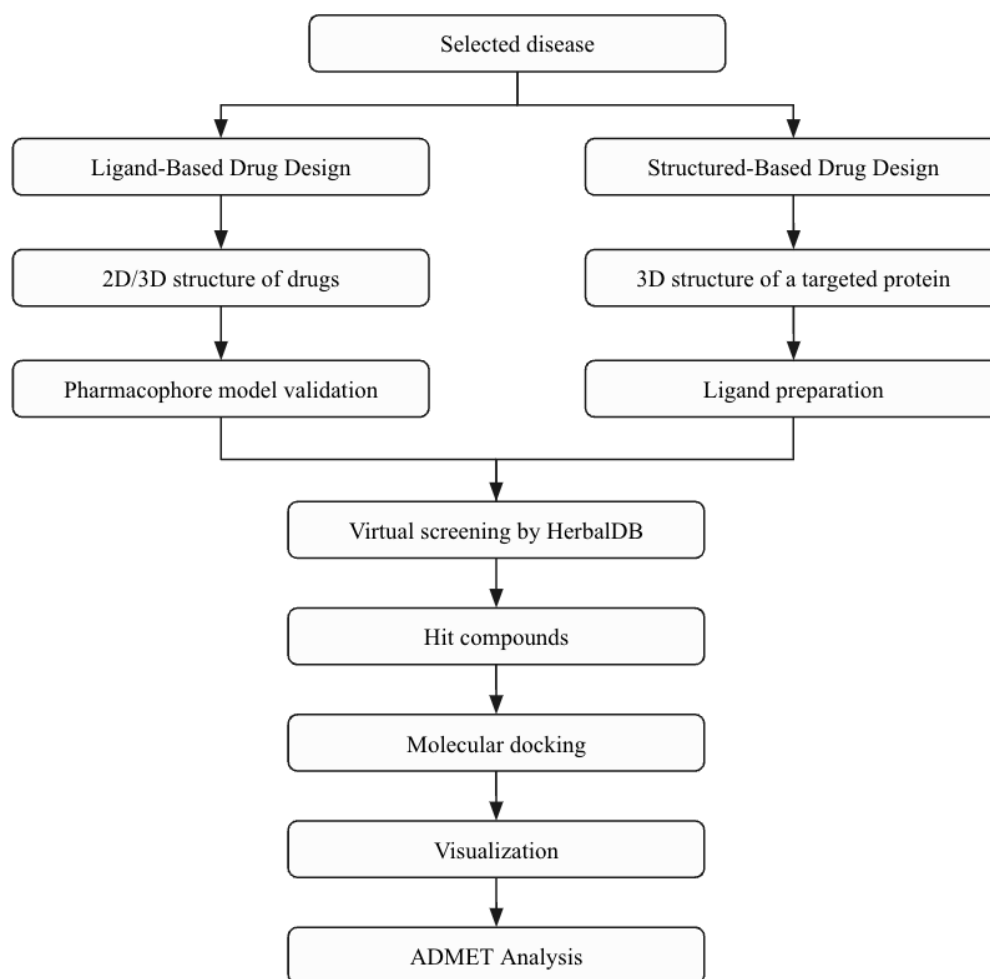 Selected disease
Ligand-Based Drug Design
Structured-Based Drug Design
2D/3D structure of drugs
3D structure of a targeted protein
Pharmacophore model validation
Ligand preparation
Virtual screening by HerbalDB
Hit compounds
Molecular docking
Visualization
ADMET Analysis